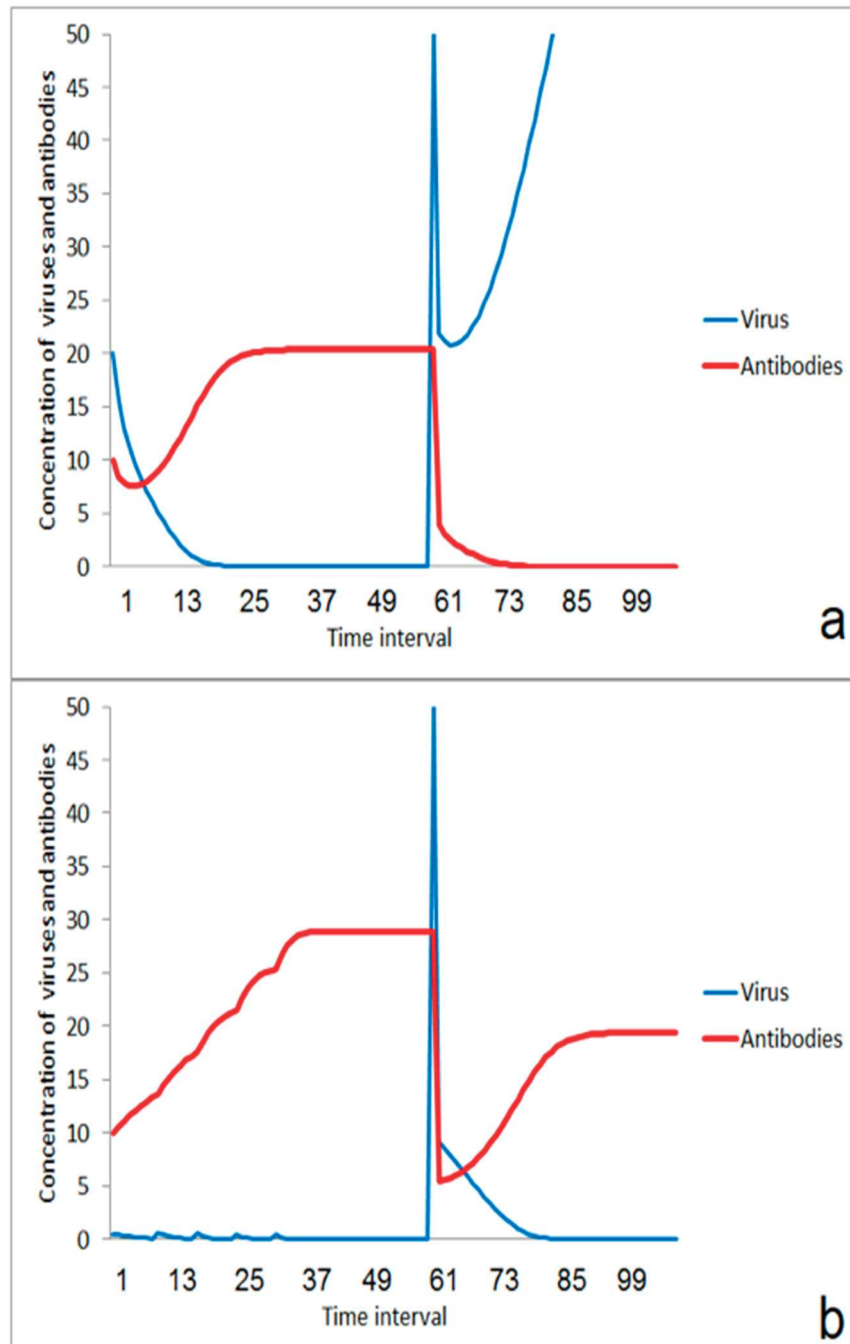 50
45
40
35
30
25
20
15
10
5
0
Concentration of viruses and antibodies
1 13 25 37 49 61 73 85 99
Time interval
Virus
Antibodies
a
50
45
40
35
30
25
20
15
10
5
0
Concentration of viruses and antibodies
1 13 25 37 49 61 73 85 99
Time interval
Virus
Antibodies
b